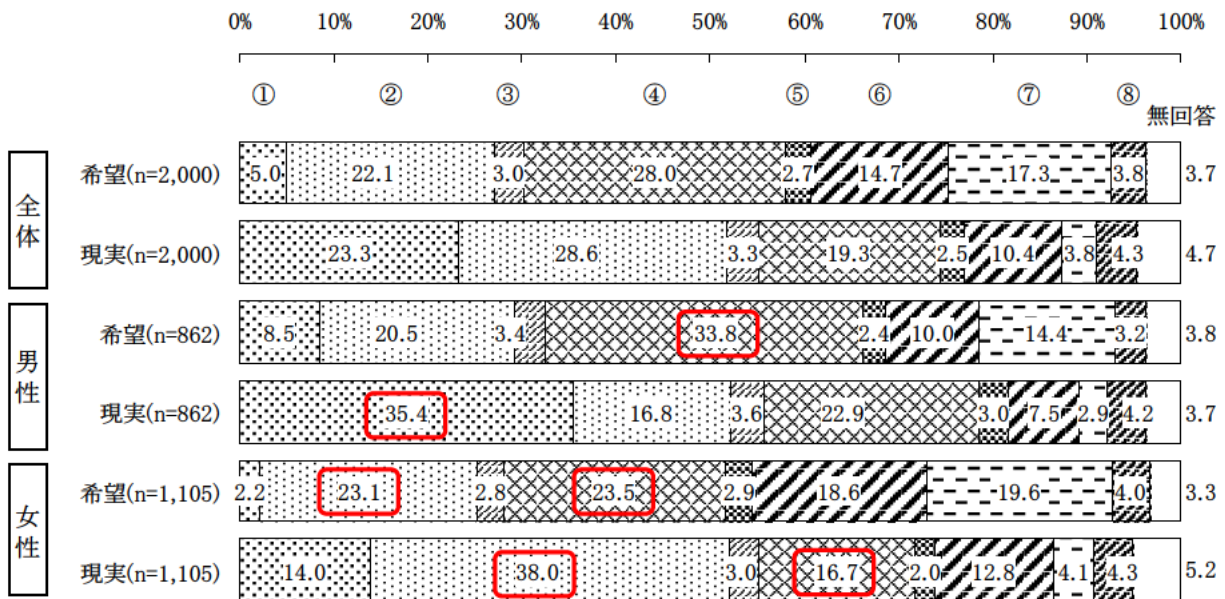 0% 10% 20% 30% 40% 50% 60% 70% 80% 90% 100%
① ② ③ ④ ⑤ ⑥ ⑦ ⑧
無回答
全体
希望(n=2,000) 5.0 22.1 3.0 28.0 2.7 14.7 17.3 3.8 3.7
現実(n=2,000) 23.3 28.6 3.3 19.3 2.5 10.4 3.8 4.3 4.7
男性
希望(n=862) 8.5 20.5 3.4 33.8 2.4 10.0 14.4 3.2 3.8
現実(n=862) 35.4 16.8 3.6 22.9 3.0 7.5 2.9 4.2 3.7
女性
希望(n=1,105) 2.2 23.1 2.8 23.5 2.9 18.6 19.6 4.0 3.3
現実(n=1,105) 14.0 38.0 3.0 16.7 2.0 12.8 4.1 4.3 5.2